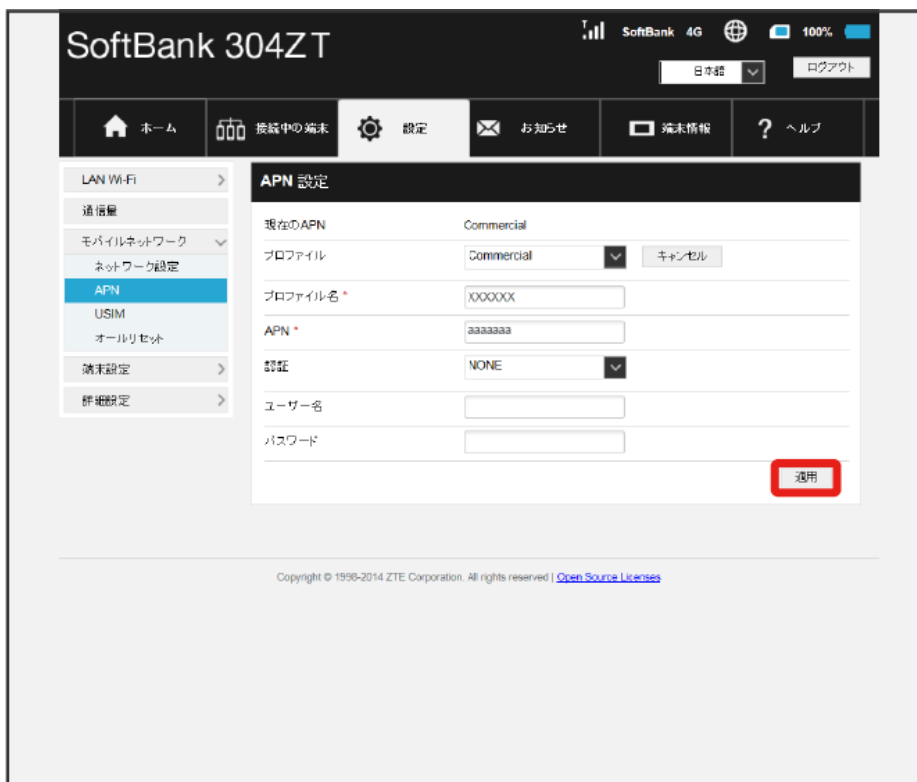 SoftBank 304ZT
SoftBank 4G 100%
日本語 ログアウト
ホーム 接続中の端末 設定 お知らせ 端末情報 ? ヘルプ
LAN Wi-Fi
通信量
モバイルネットワーク
ネットワーク設定
APN
USIM
オールリセット
端末設定
詳細設定
APN 設定
現在のAPN Commercial
プロファイル Commercial キャンセル
プロファイル名 * XXXXXX
APN * aaaaaaa
認証 NONE
ユーザー名
パスワード
適用
Copyright © 1998-2014 ZTE Corporation. All rights reserved | Open Source Licenses